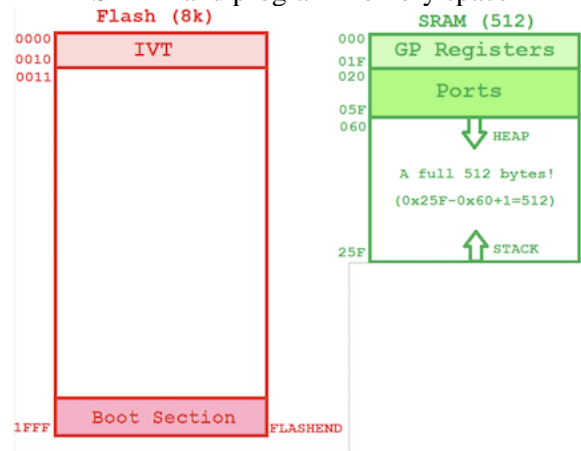 Flash (8k)
0000
IVT
0010
0011
Boot Section
1FFF
FLASHEND
SRAM (512)
000
GP Registers
01F
020
Ports
05F
060
HEAP
A full 512 bytes!
(0x25F-0x60+1=512)
25F
STACK